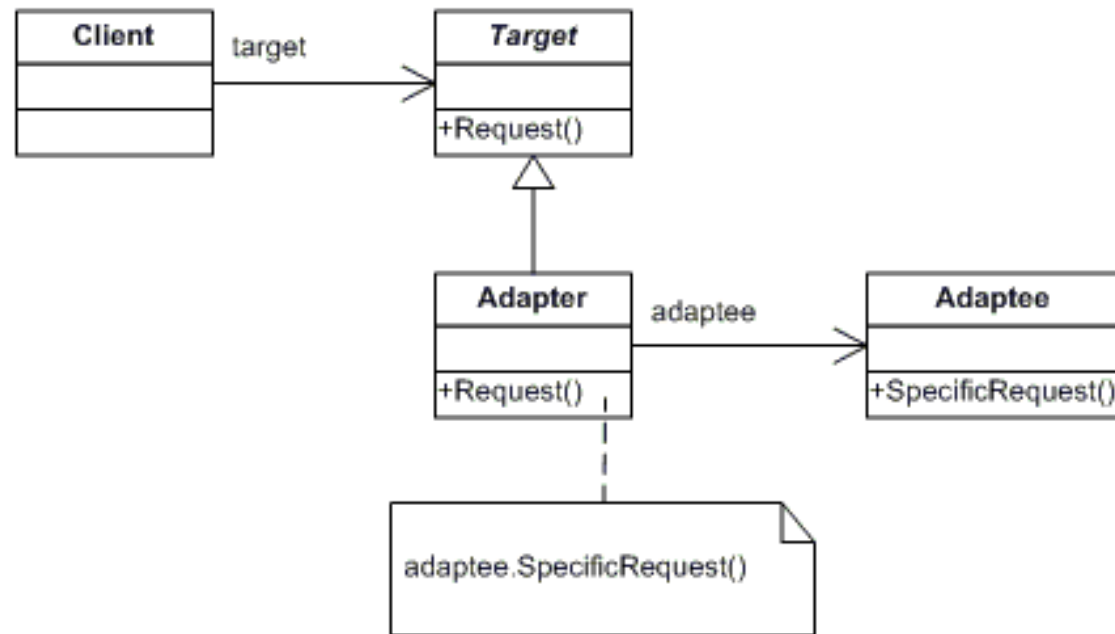 Client
target
Target
+Request()
Adapter
adaptee
Adaptee
+Request()
+SpecificRequest()
adaptee.SpecificRequest()